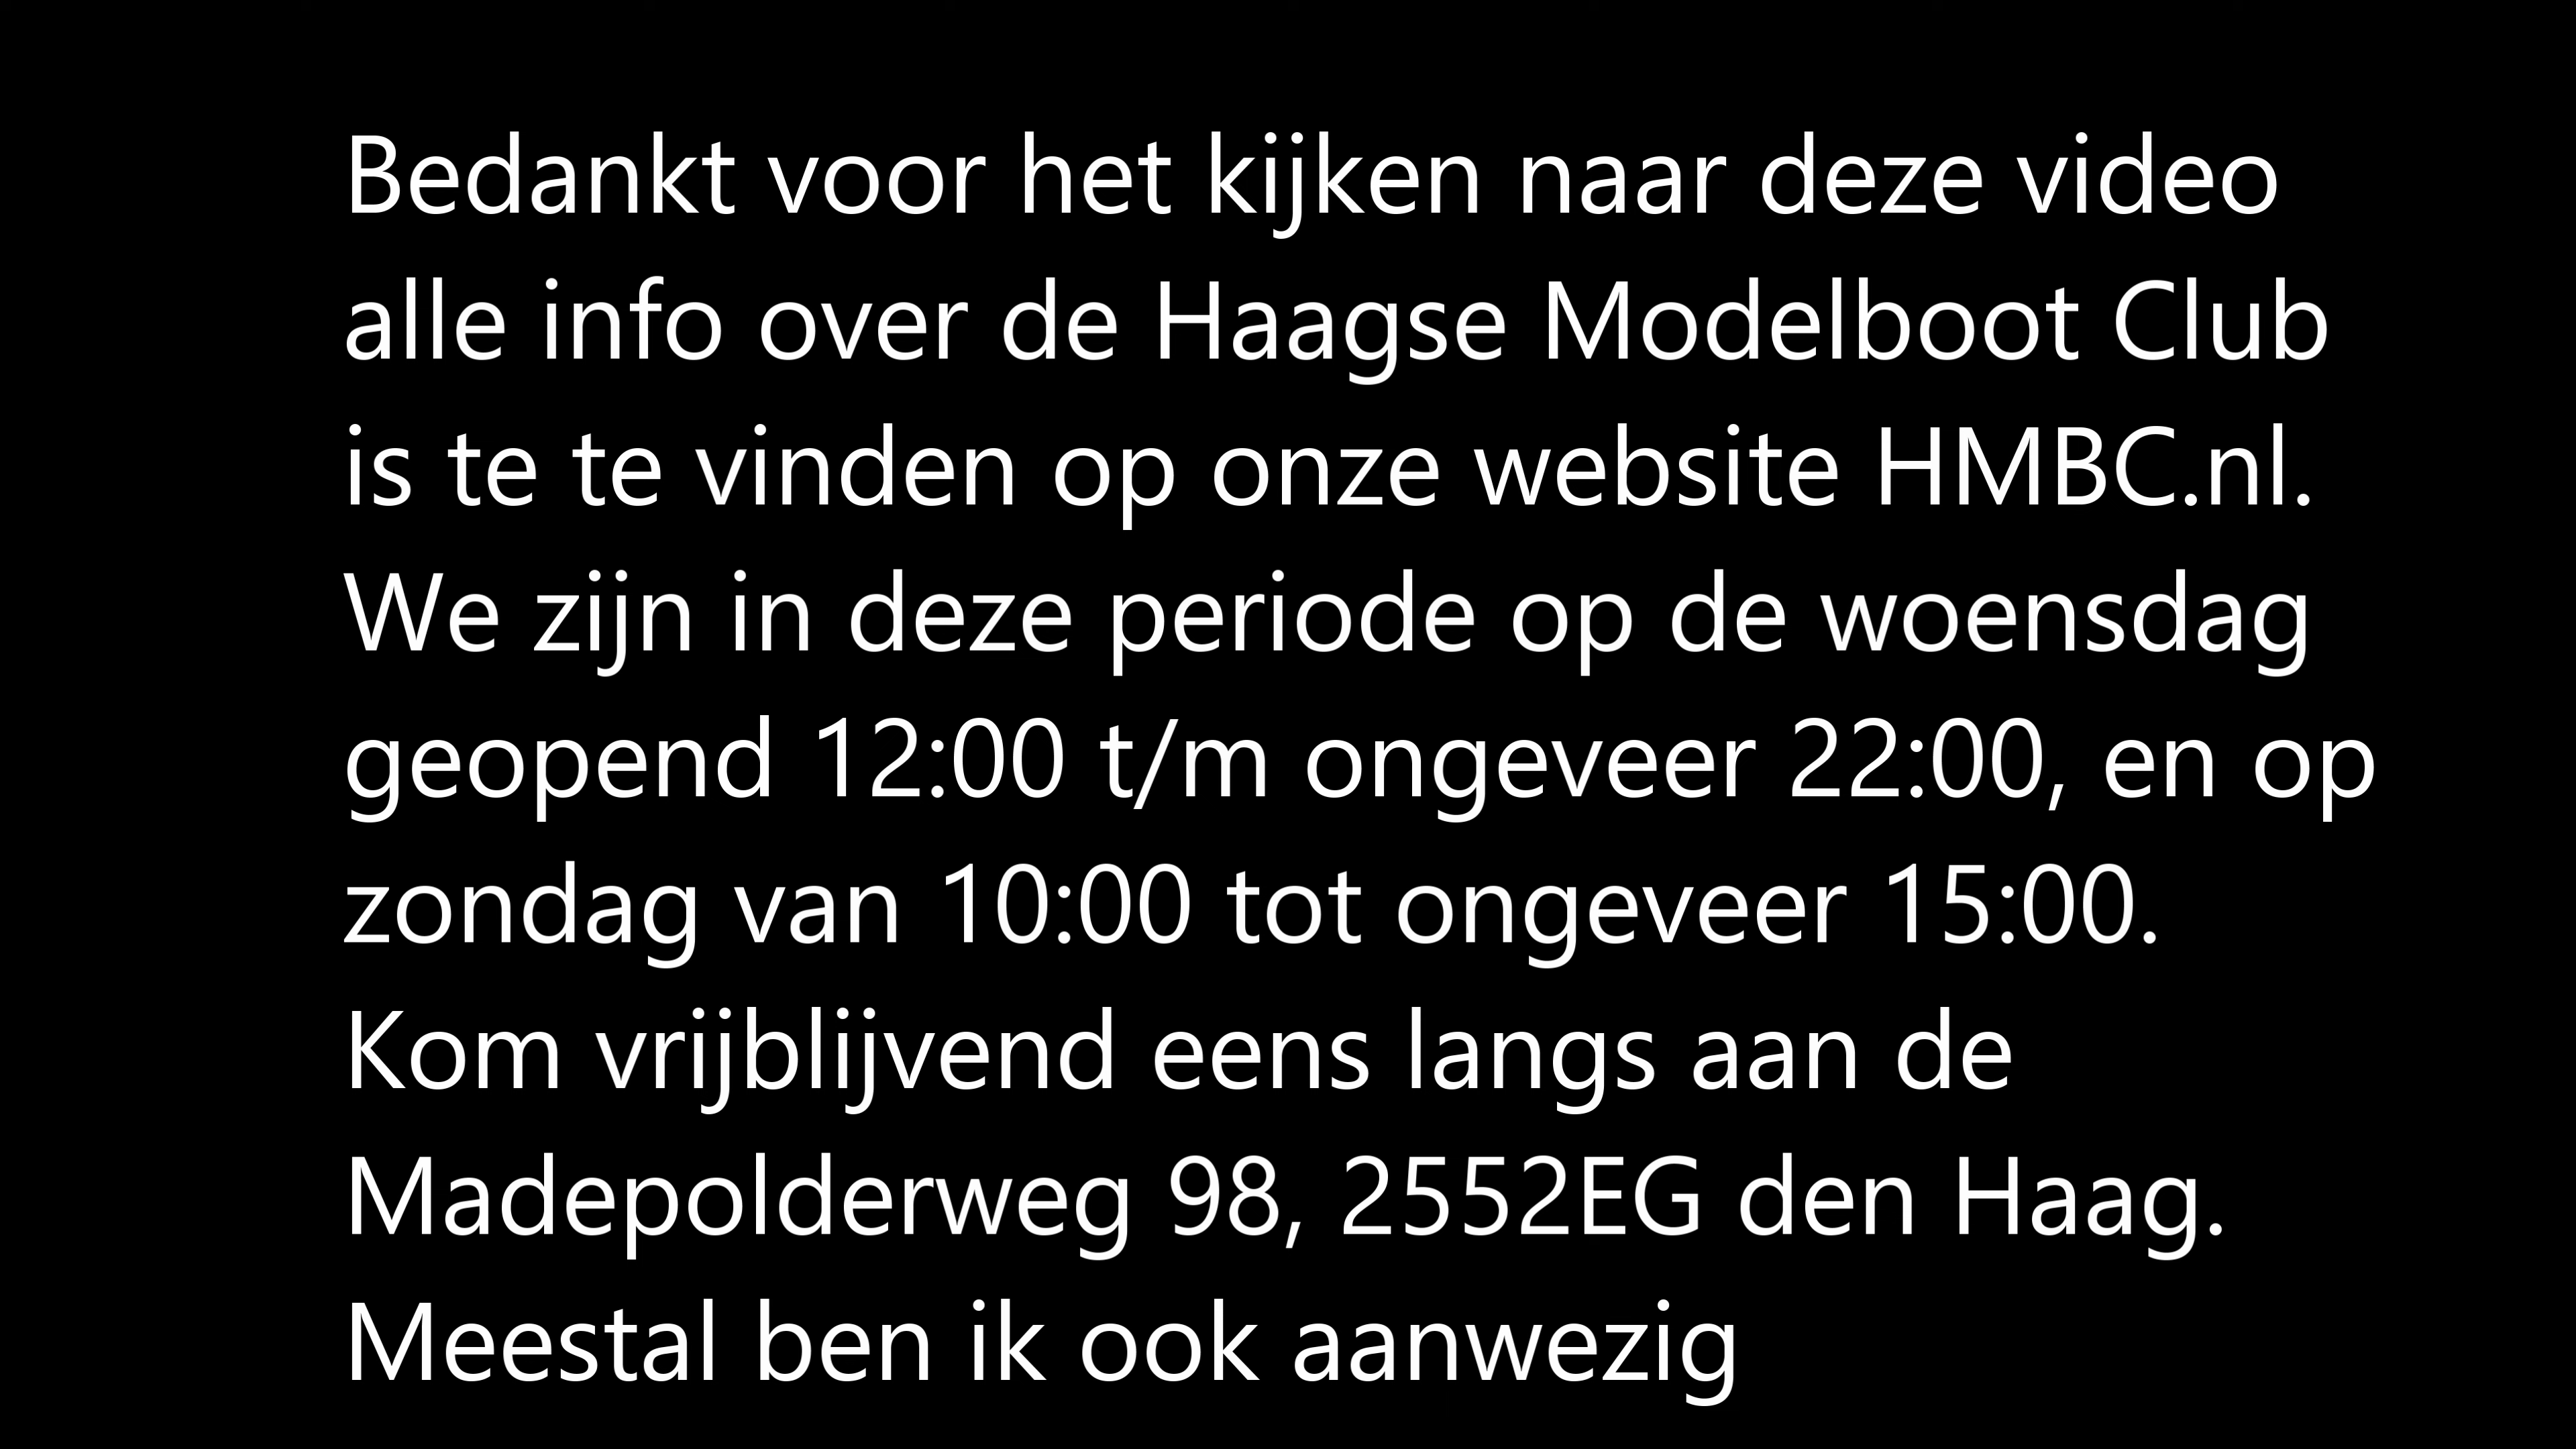 Bedankt voor het kijken naar deze video
alle info over de Haagse Modelboot Club
is te te vinden op onze website HMBC.nl.
We zijn in deze periode op de woensdag
geopend 12:00 t/m ongeveer 22:00, en op
zondag van 10:00 tot ongeveer 15:00.
Kom vrijblijvend eens langs aan de
Madepolderweg 98, 2552EG den Haag.
Meestal ben ik ook aanwezig